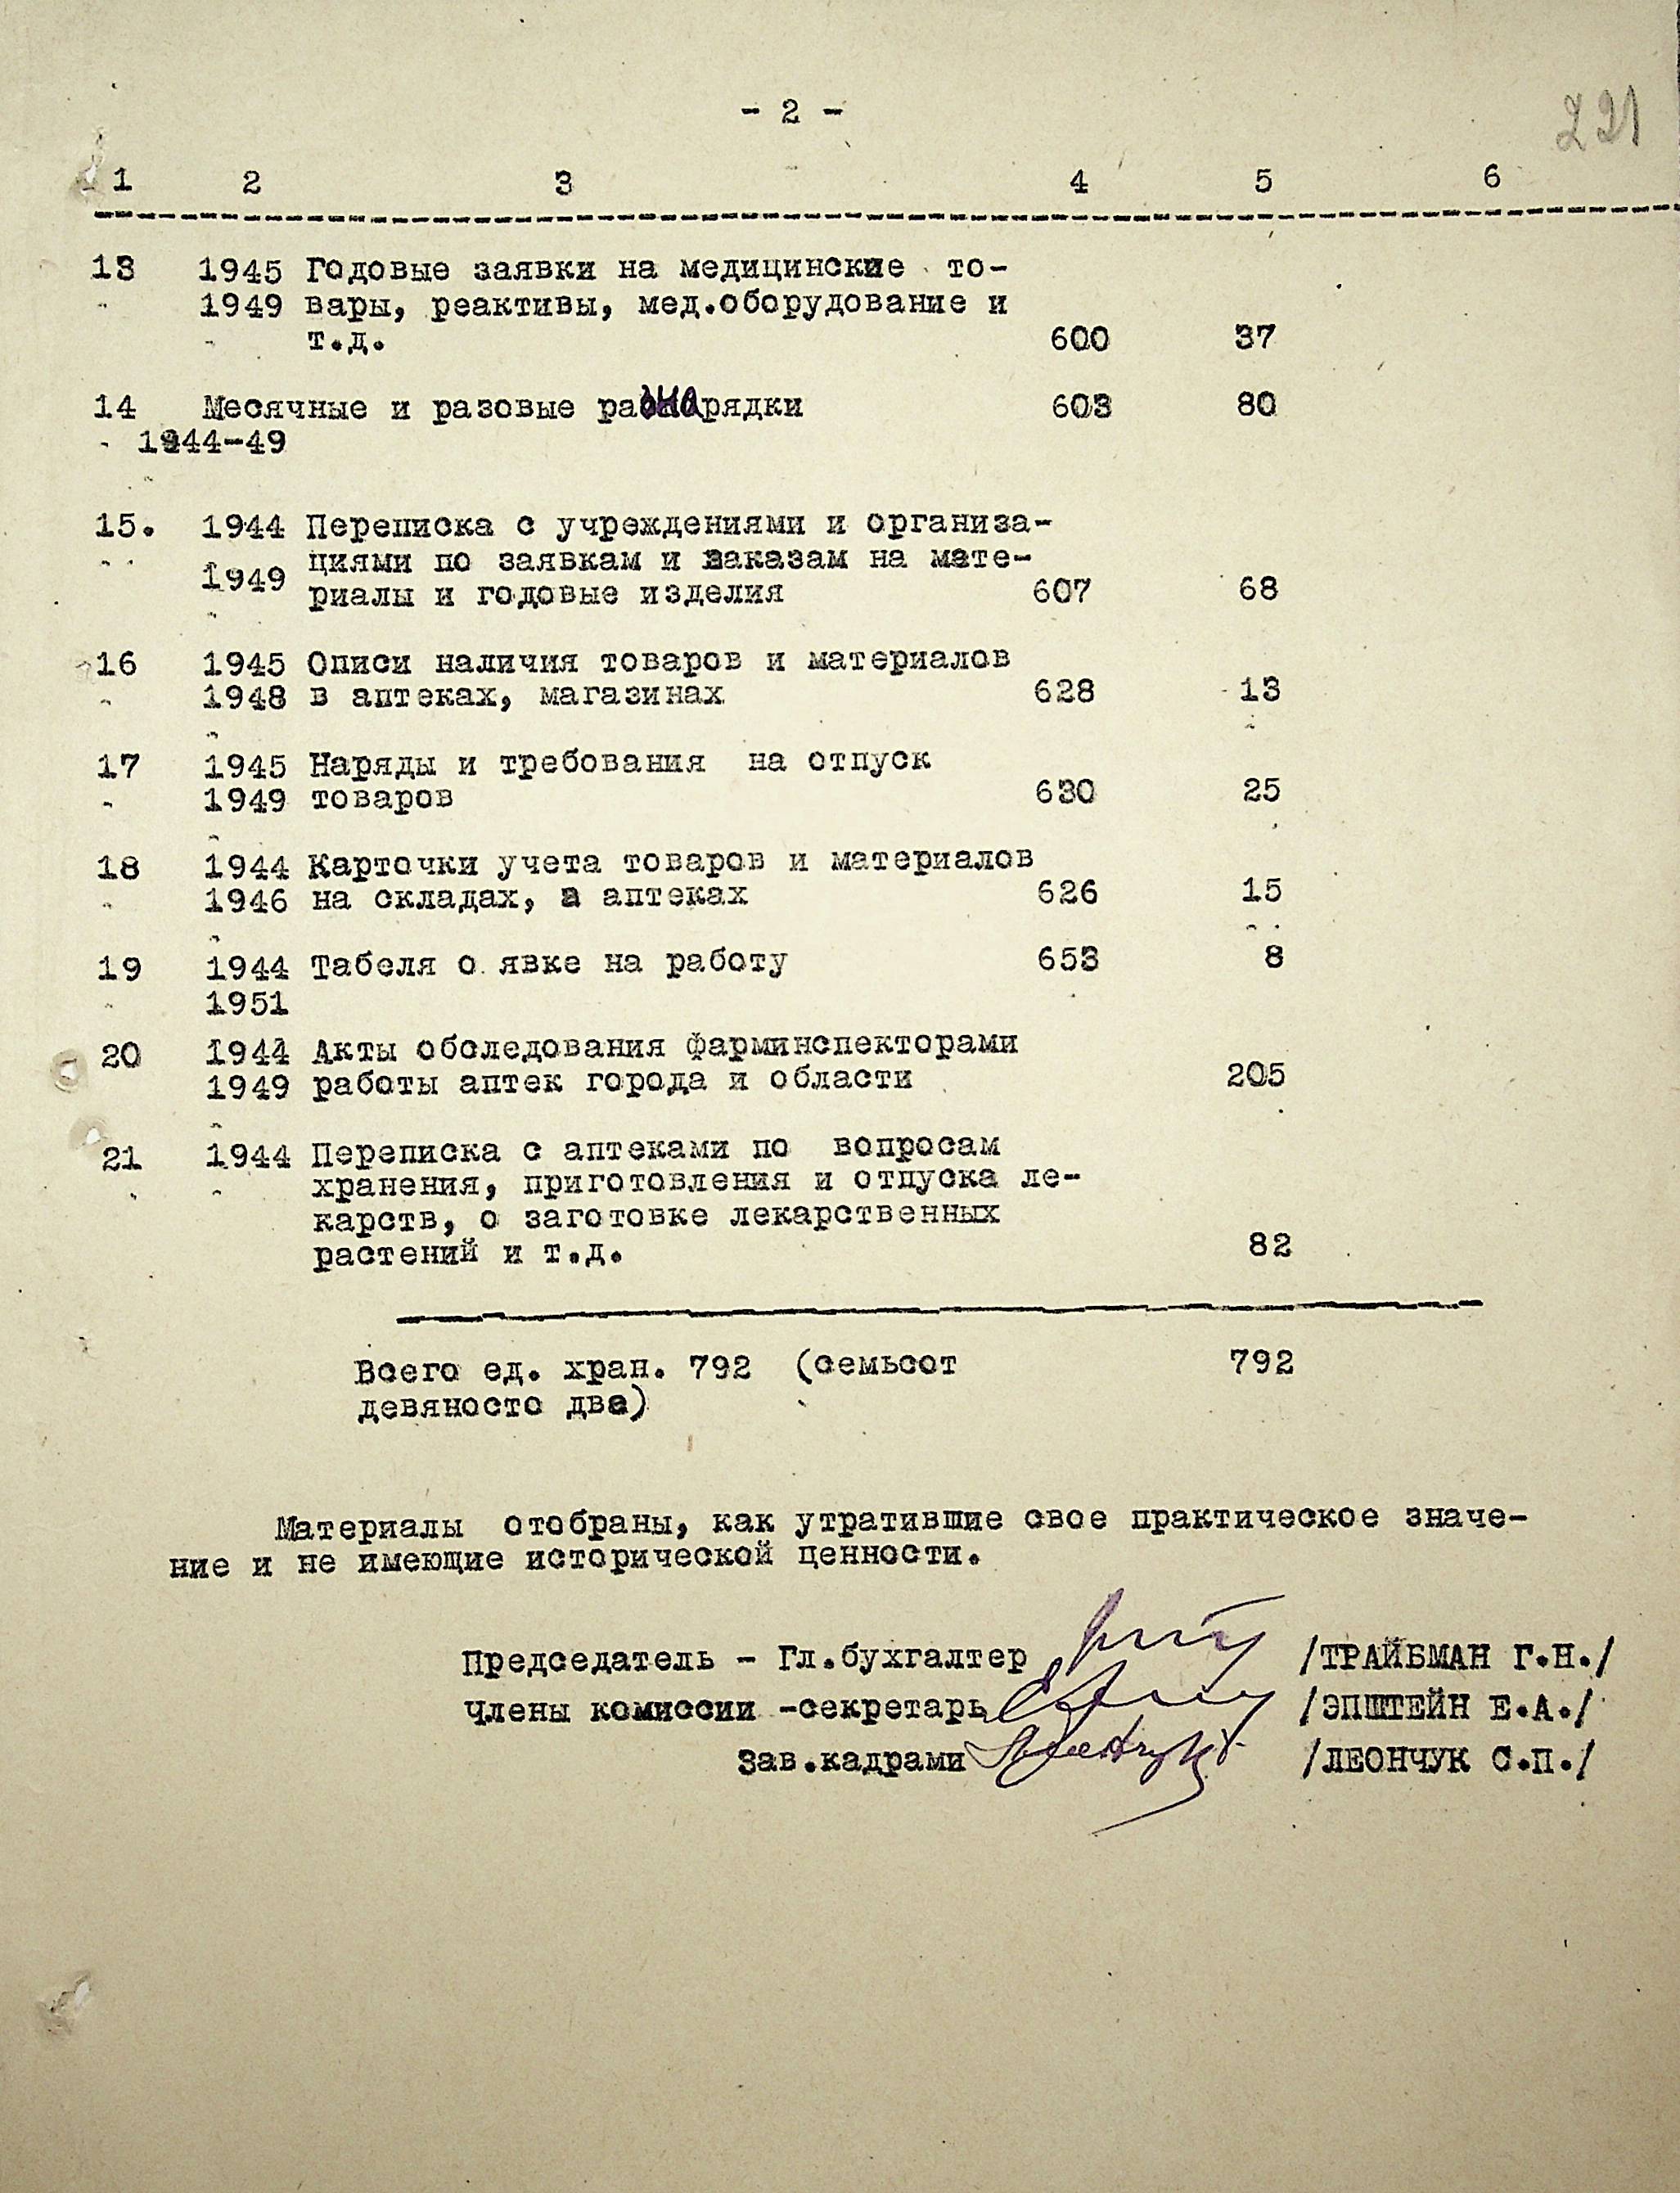 - 2 -
221
1 2 3 4 5 6
13 1945 Годовые заявки на медицинские то-
1949 вары, реактивы, мед.оборудование и
т.д. 600 37
14 Месячные и разовые разнарядки 603 80
1944-49
15. 1944 Переписка с учреждениями и организа-
циями по заявкам и заказам на мате-
1949 риалы и годовые изделия 607 68
16 1945 Описи наличия товаров и материалов
1948 в аптеках, магазинах 628 13
17 1945 Наряды и требования на отпуск
1949 товаров 630 25
18 1944 Карточки учета товаров и материалов
1946 на складах, в аптеках 626 15
19 1944 Табеля о явке на работу 653 8
1951
20 1944 Акты обследования фарминспекторами
1949 работы аптек города и области 205
21 1944 Переписка с аптеками по вопросам
хранения, приготовления и отпуска ле-
карств, о заготовке лекарственных
растений и т.д. 82
Всего ед. хран. 792 (семьсот 792
девяносто два)
Материалы отобраны, как утратившие свое практическое значе-
ние и не имеющие исторической ценности.
Председатель - Гл.бухгалтер /ТРАЙБМАН Г.Н./
Члены комиссии -секретарь /ЭПШТЕЙН Е.А./
Зав.кадрами /ЛЕОНЧУК С.П./